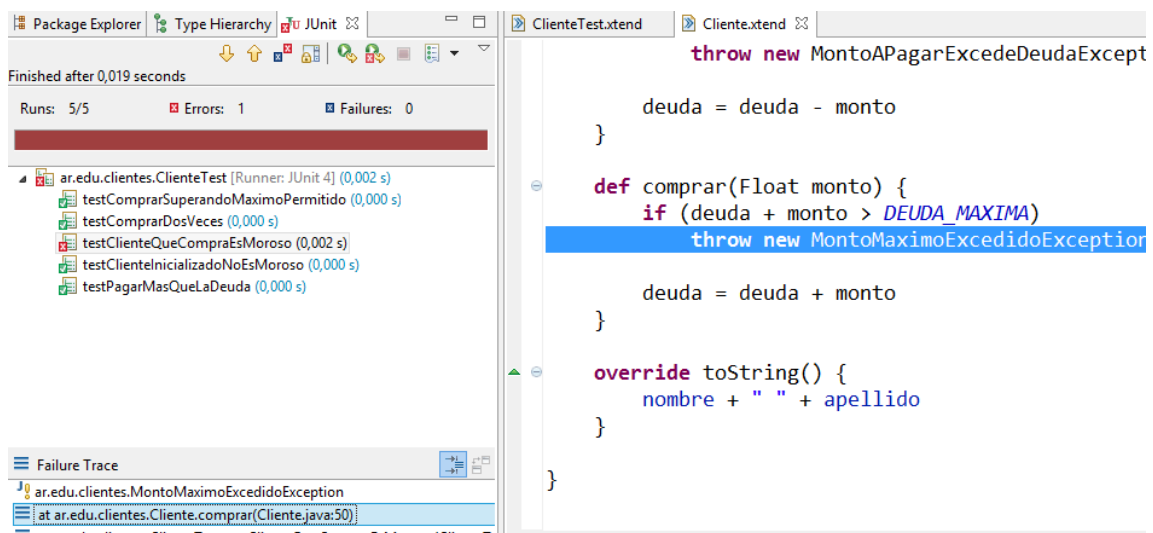 Package Explorer Type Hierarchy JUnit
Finished after 0,019 seconds
Runs: 5/5 Errors: 1 Failures: 0
ar.edu.clientes.ClienteTest [Runner: JUnit 4] (0,002 s)
testComprarSuperandoMaximoPermitido (0,000 s)
testComprarDosVeces (0,000 s)
testClienteQueCompraEsMoroso (0,002 s)
testClienteInicializadoNoEsMoroso (0,000 s)
testPagarMasQueLaDeuda (0,000 s)
Failure Trace
ar.edu.clientes.MontoMaximoExcedidoException
at ar.edu.clientes.Cliente.comprar(Cliente.java:50)
ClienteTest.xtend Cliente.xtend
throw new MontoAPagarExcedeDeudaExcept
deuda = deuda - monto
}
def comprar(Float monto) {
if (deuda + monto > DEUDA_MAXIMA)
throw new MontoMaximoExcedidoException
deuda = deuda + monto
}
override toString() {
nombre + " " + apellido
}
}